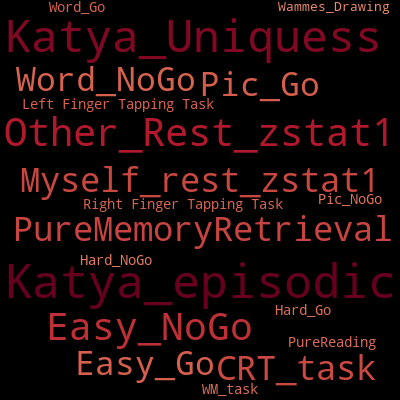 Word_Go
Wammes_Drawing
Katya_Uniquess
Word_NoGo
Pic_Go
Left Finger Tapping Task
Other_Rest_zstat1
Myself_rest_zstat1
Pic_NoGo
Right Finger Tapping Task
PureMemoryRetrieval
Hard_NoGo
Katya_episodic
Hard_Go
Easy_NoGo
PureReading
Easy_Go
CRT_task
WM_task